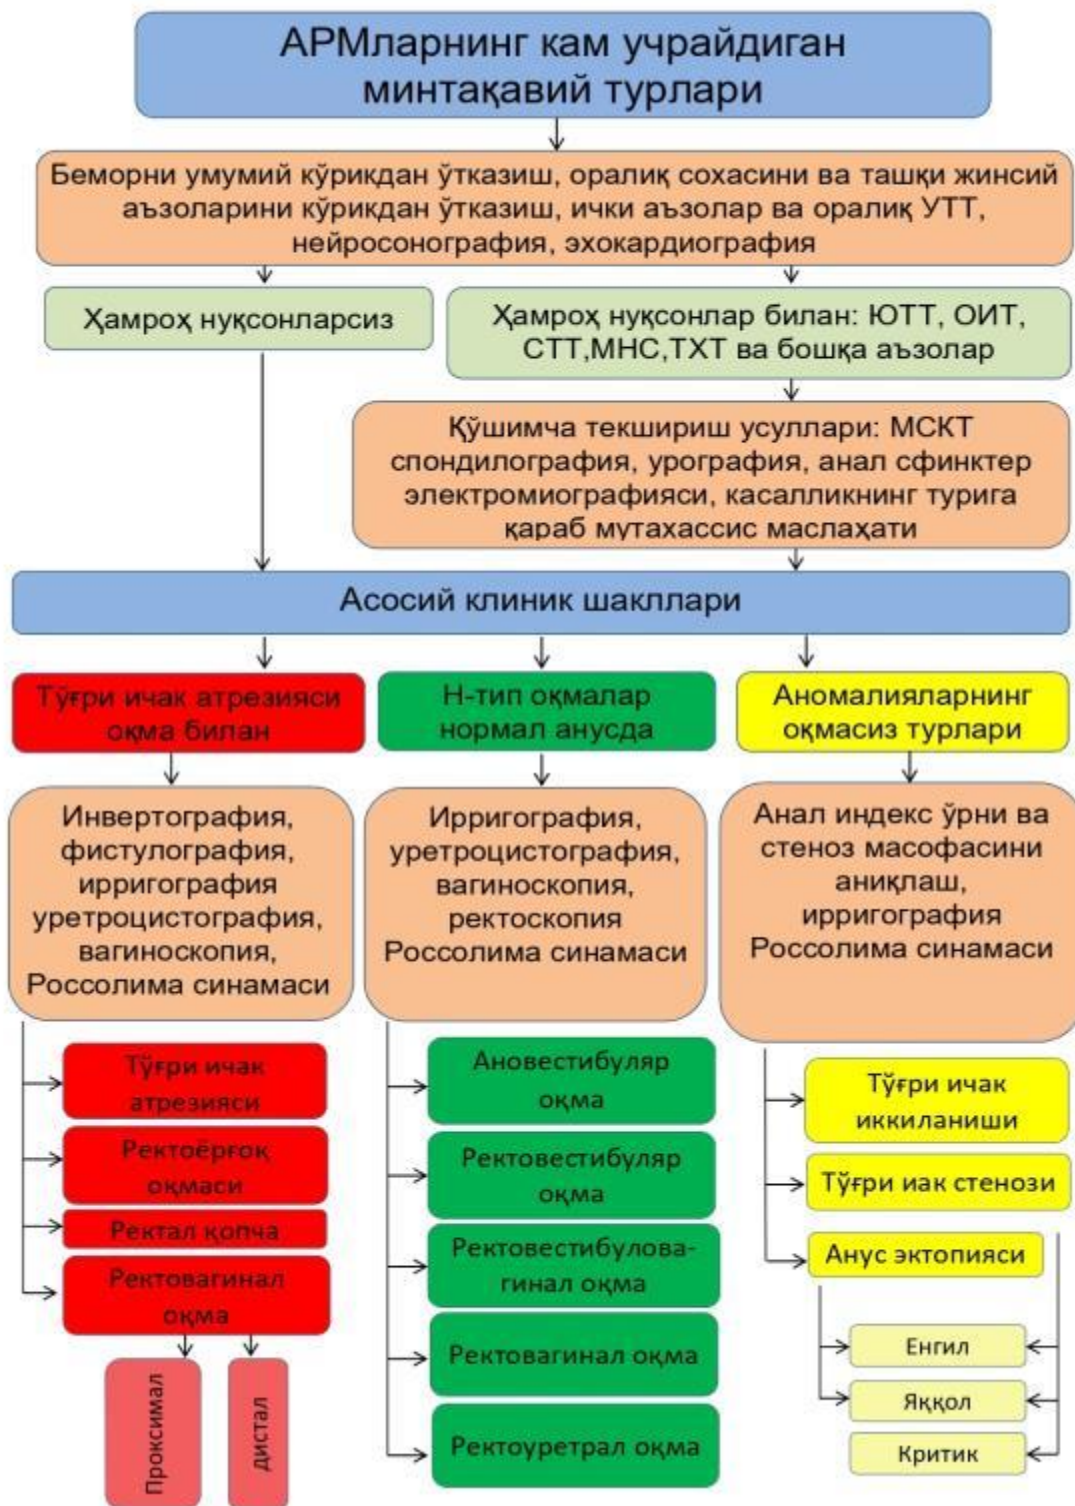 АРМларнинг кам учрайдиган
минтақавий турлари
Беморни умумий кўрикдан ўтказиш, оралиқ сохасини ва ташқи жинсий
аъзоларини кўрикдан ўтказиш, ички аъзолар ва оралиқ УТТ,
нейросонография, эхокардиография
Ҳамроҳ нуқсонларсиз
Ҳамроҳ нуқсонлар билан: ЮТТ, ОИТ,
СТТ,МНС,ТХТ ва бошқа аъзолар
Қўшимча текшириш усуллари: МСКТ
спондилография, урография, анал сфинктер
электромиографияси, касалликнинг турига
қараб мутахассис маслаҳати
Асосий клиник шакллари
Тўғри ичак атрезияси
оқма билан
Н-тип оқмалар
нормал анусда
Аномалияларнинг
оқмасиз турлари
Инвертография,
фистулография,
ирригография
уретроцистография,
вагиноскопия,
Россолима синамаси
Ирригография,
уретроцистография,
вагиноскопия,
ректоскопия
Россолима синамаси
Анал индекс ўрни ва
стеноз масофасини
аниқлаш,
ирригография
Россолима синамаси
Тўғри ичак
атрезияси
Ректоёрғоқ
оқмаси
Ректал қопча
Ректовагинал
оқма
Проксимал
дистал
Ановестибуляр
оқма
Ректовестибуляр
оқма
Ректовестибулова-
гинал оқма
Ректовагинал оқма
Ректоуретрал оқма
Тўғри ичак
иккиланиши
Тўғри иак стенози
Анус эктопияси
Енгил
Яққол
Критик